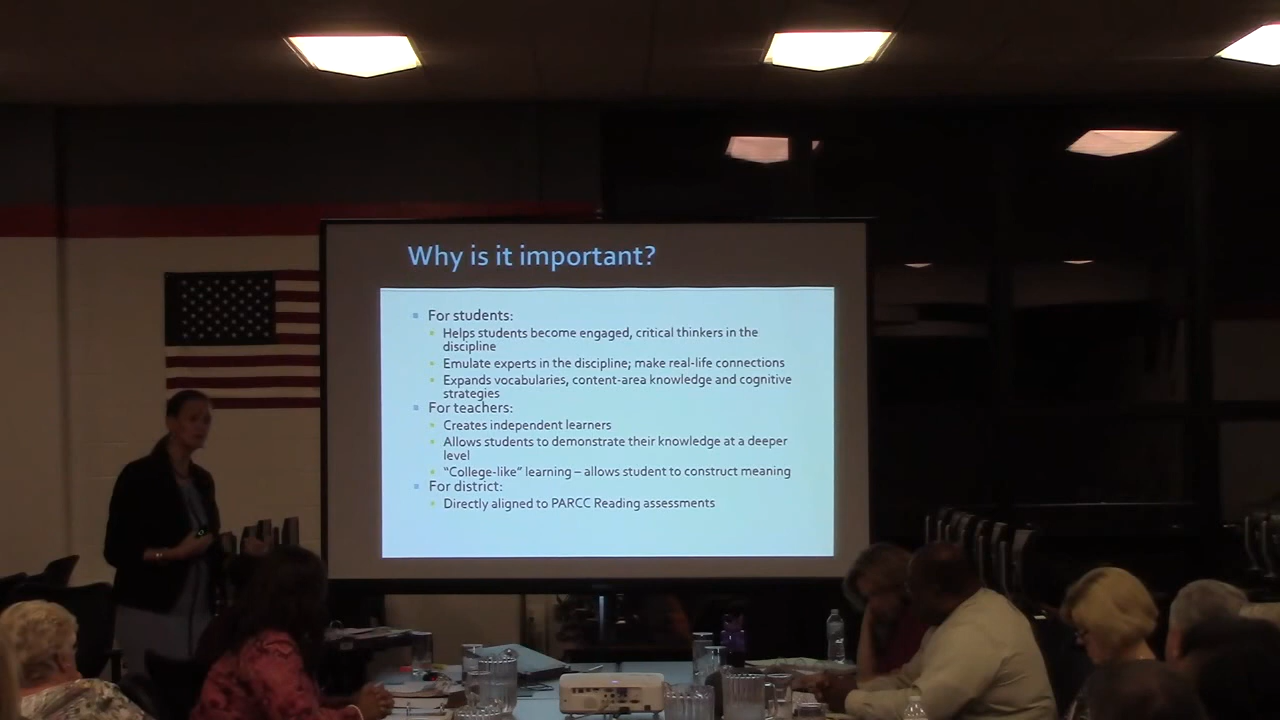 Why is it important?
For students:
Helps students become engaged, critical thinkers in the
discipline
Emulate experts in the discipline; make real-life connections
Expands vocabularies, content-area knowledge and cognitive
strategies
For teachers:
Creates independent learners
Allows students to demonstrate their knowledge at a deeper
level
“College-like” learning – allows student to construct meaning
For district:
Directly aligned to PARCC Reading assessments